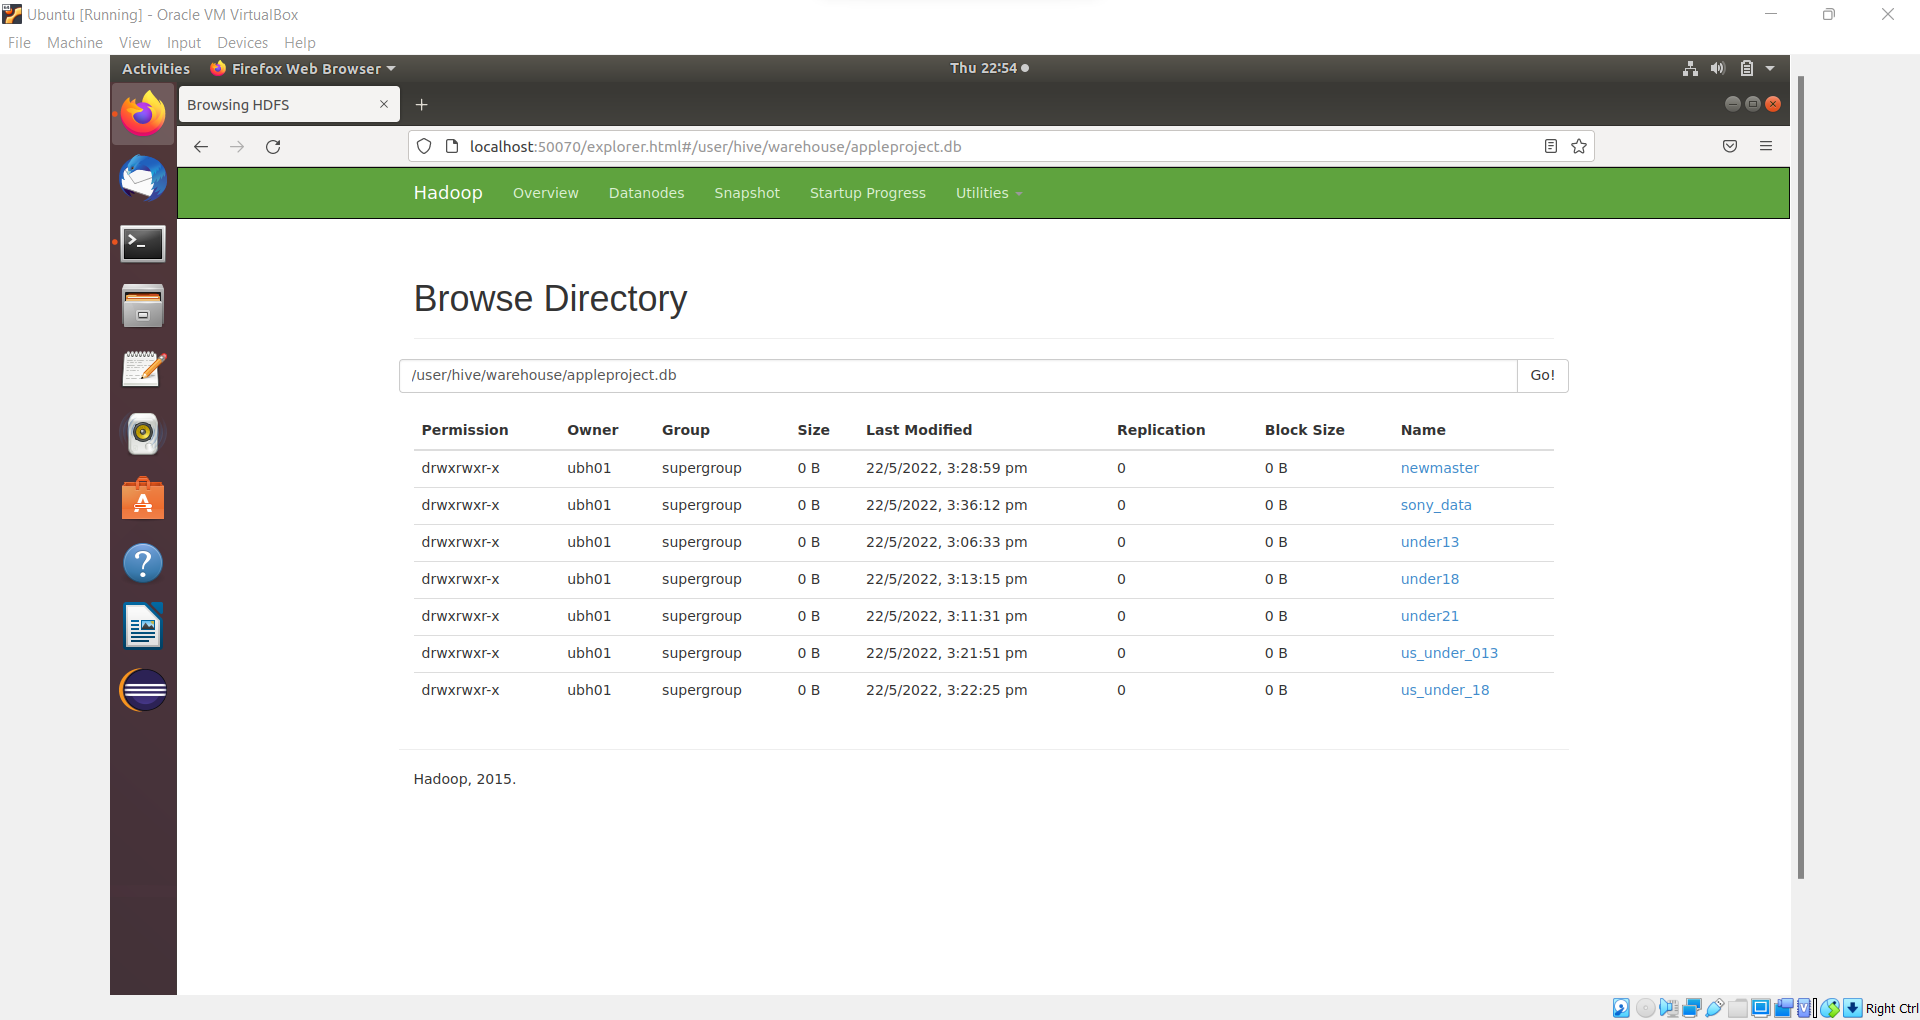 Ubuntu [Running] - Oracle VM VirtualBox
File Machine View Input Devices Help
Activities Firefox Web Browser Thu 22:54
Browsing HDFS
localhost:50070/explorer.html#/user/hive/warehouse/appleproject.db
Hadoop Overview Datanodes Snapshot Startup Progress Utilities
Browse Directory
/user/hive/warehouse/appleproject.db Go!
Permission Owner Group Size Last Modified Replication Block Size Name
drwxrwxr-x ubh01 supergroup 0 B 22/5/2022, 3:28:59 pm 0 0 B newmaster
drwxrwxr-x ubh01 supergroup 0 B 22/5/2022, 3:36:12 pm 0 0 B sony_data
drwxrwxr-x ubh01 supergroup 0 B 22/5/2022, 3:06:33 pm 0 0 B under13
drwxrwxr-x ubh01 supergroup 0 B 22/5/2022, 3:13:15 pm 0 0 B under18
drwxrwxr-x ubh01 supergroup 0 B 22/5/2022, 3:11:31 pm 0 0 B under21
drwxrwxr-x ubh01 supergroup 0 B 22/5/2022, 3:21:51 pm 0 0 B us_under_013
drwxrwxr-x ubh01 supergroup 0 B 22/5/2022, 3:22:25 pm 0 0 B us_under_18
Hadoop, 2015.
Right Ctrl